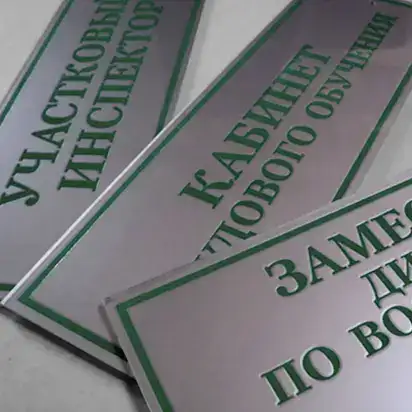 УЧАСТКОВЫЙ
ИНСПЕКТОР
КАБИНЕТ
ДОВОГО ОБУЧЕНИЯ
ЗАМЕС
ДИ
ПО ВО